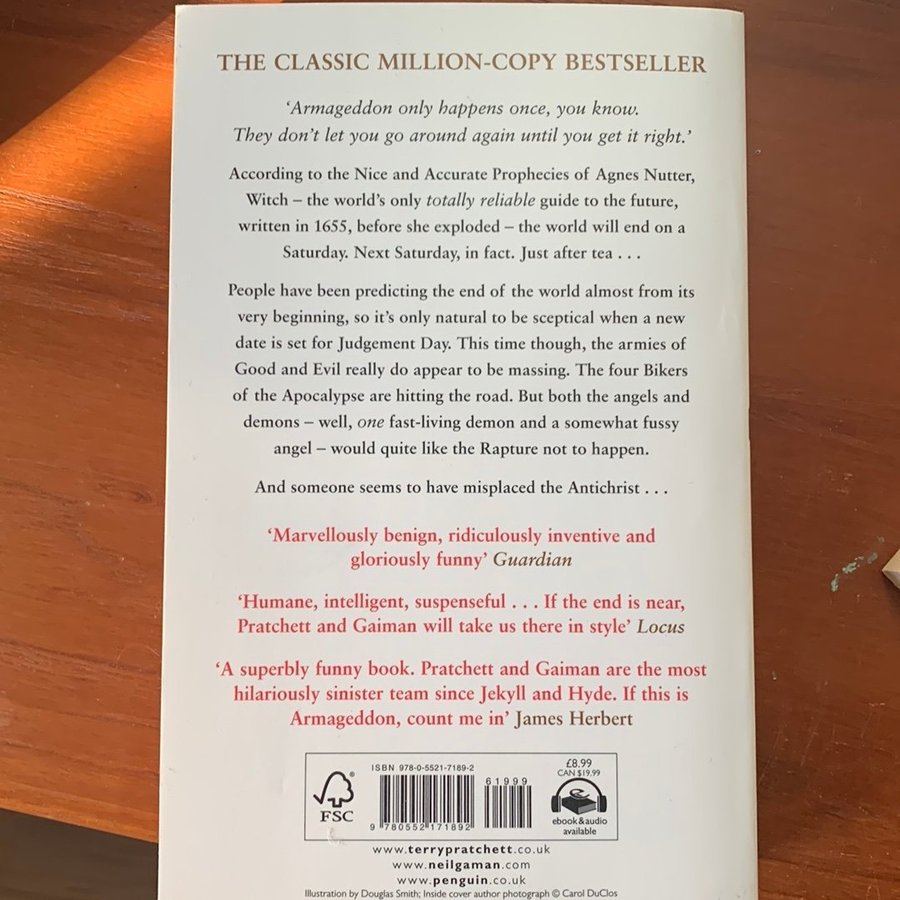 THE CLASSIC MILLION-COPY BESTSELLER
‘Armageddon only happens once, you know.
They don’t let you go around again until you get it right.’
According to the Nice and Accurate Prophecies of Agnes Nutter,
Witch – the world’s only totally reliable guide to the future,
written in 1655, before she exploded – the world will end on a
Saturday. Next Saturday, in fact. Just after tea . . .
People have been predicting the end of the world almost from its
very beginning, so it’s only natural to be sceptical when a new
date is set for Judgement Day. This time though, the armies of
Good and Evil really do appear to be massing. The four Bikers
of the Apocalypse are hitting the road. But both the angels and
demons – well, one fast-living demon and a somewhat fussy
angel – would quite like the Rapture not to happen.
And someone seems to have misplaced the Antichrist . . .
‘Marvellously benign, ridiculously inventive and
gloriously funny’ Guardian
‘Humane, intelligent, suspenseful . . . If the end is near,
Pratchett and Gaiman will take us there in style’ Locus
‘A superbly funny book. Pratchett and Gaiman are the most
hilariously sinister team since Jekyll and Hyde. If this is
Armageddon, count me in’ James Herbert
FSC®
ISBN 978-0-5521-7189-2
61999
9 780552 171892
£8.99
CAN $19.99
ebook & audio
available
www.terrypratchett.co.uk
www.neilgaman.com
www.penguin.co.uk
Illustration by Douglas Smith; Inside cover author photograph © Carol DuClos